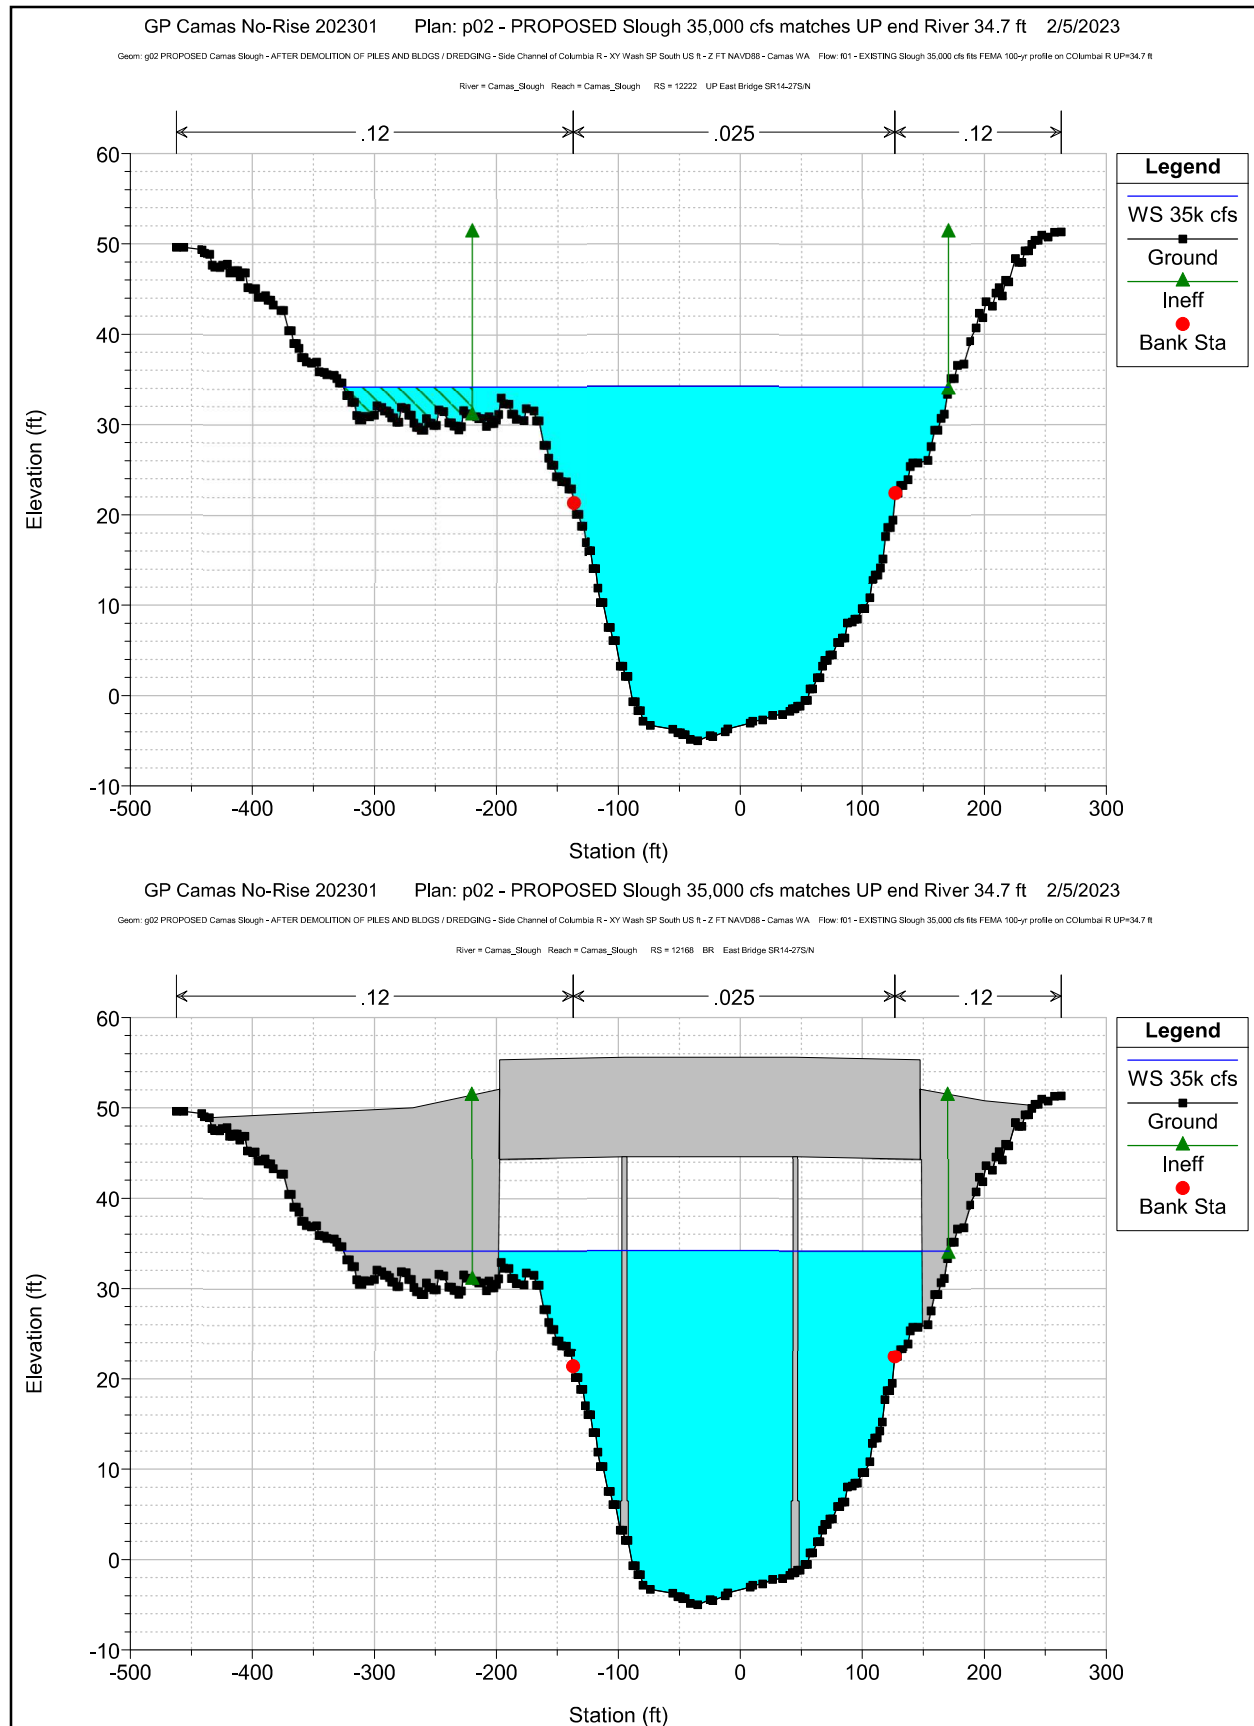 GP Camas No-Rise 202301 Plan: p02 - PROPOSED Slough 35,000 cfs matches UP end River 34.7 ft 2/5/2023
Geom: g02 PROPOSED Camas Slough - AFTER DEMOLITION OF PILES AND BLDGS / DREDGING - Side Channel of Columbia R - XY Wash SP South US ft - Z FT NAVD88 - Camas WA Flow: f01 - EXISTING Slough 35,000 cfs fits FEMA 100-yr profile on COlumbai R UP=34.7 ft
River = Camas_Slough Reach = Camas_Slough RS = 12222 UP East Bridge SR14-27S/N
.12 .025 .12
60
50
40
30
20
10
0
-10
Elevation (ft)
-500 -400 -300 -200 -100 0 100 200 300
Station (ft)
Legend
WS 35k cfs
Ground
Ineff
Bank Sta
GP Camas No-Rise 202301 Plan: p02 - PROPOSED Slough 35,000 cfs matches UP end River 34.7 ft 2/5/2023
Geom: g02 PROPOSED Camas Slough - AFTER DEMOLITION OF PILES AND BLDGS / DREDGING - Side Channel of Columbia R - XY Wash SP South US ft - Z FT NAVD88 - Camas WA Flow: f01 - EXISTING Slough 35,000 cfs fits FEMA 100-yr profile on COlumbai R UP=34.7 ft
River = Camas_Slough Reach = Camas_Slough RS = 12168 BR East Bridge SR14-27S/N
.12 .025 .12
60
50
40
30
20
10
0
-10
Elevation (ft)
-500 -400 -300 -200 -100 0 100 200 300
Station (ft)
Legend
WS 35k cfs
Ground
Ineff
Bank Sta